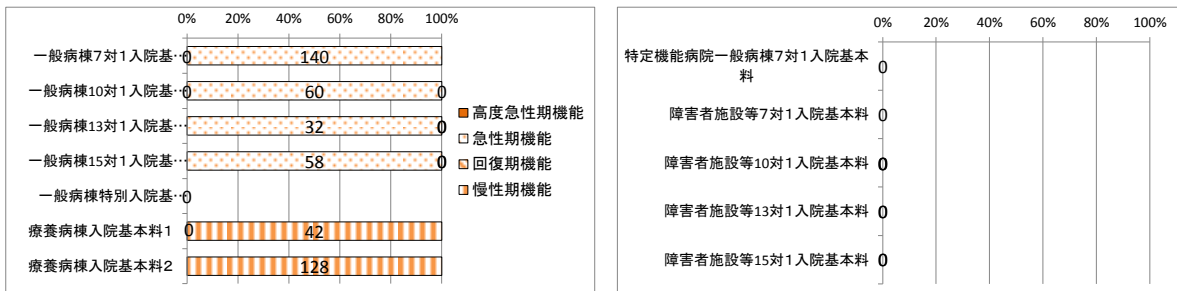 0% 20% 40% 60% 80% 100%
一般病棟7対1入院基… 0 140
一般病棟10対1入院基… 0 60 0
一般病棟13対1入院基… 0 32 0
一般病棟15対1入院基… 0 58 0
一般病棟特別入院基… 0
療養病棟入院基本料1 0 42
療養病棟入院基本料2 128
高度急性期機能
急性期機能
回復期機能
慢性期機能
0% 20% 40% 60% 80% 100%
特定機能病院一般病棟7対1入院基本
料 0
障害者施設等7対1入院基本料 0
障害者施設等10対1入院基本料 0
障害者施設等13対1入院基本料 0
障害者施設等15対1入院基本料 0